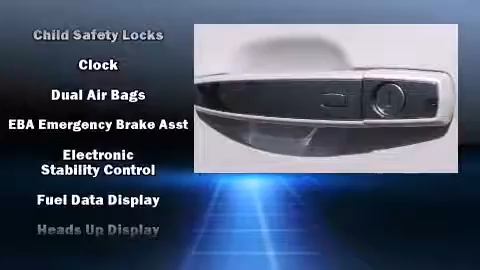 Child Safety Locks
Clock
Dual Air Bags
EBA Emergency Brake Asst
Electronic
Stability Control
Fuel Data Display
Heads Up Display